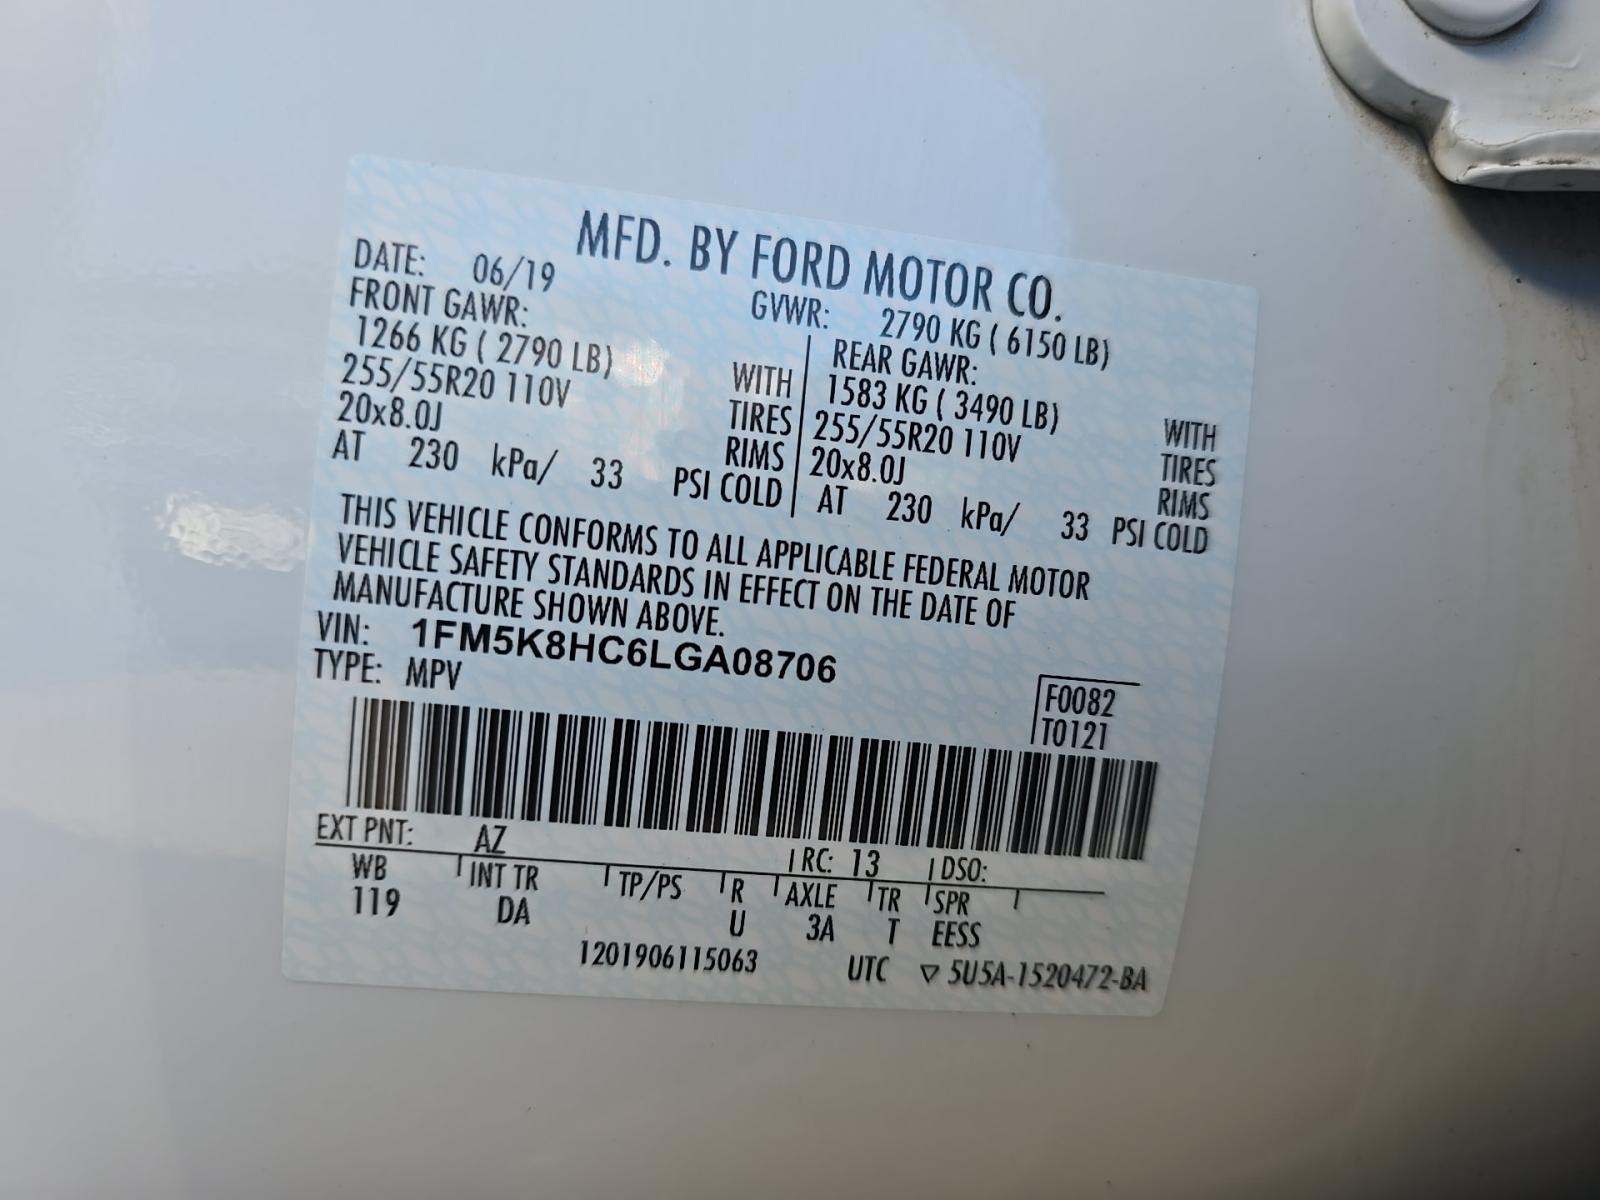 MFD. BY FORD MOTOR CO.
DATE: 06/19 GVWR: 2790 KG ( 6150 LB)
FRONT GAWR: REAR GAWR:
1266 KG ( 2790 LB) WITH 1583 KG ( 3490 LB) WITH
255/55R20 110V TIRES 255/55R20 110V TIRES
20x8.0J RIMS 20x8.0J RIMS
AT 230 kPa/ 33 PSI COLD AT 230 kPa/ 33 PSI COLD
THIS VEHICLE CONFORMS TO ALL APPLICABLE FEDERAL MOTOR
VEHICLE SAFETY STANDARDS IN EFFECT ON THE DATE OF
MANUFACTURE SHOWN ABOVE.
VIN: 1FM5K8HC6LGA08706
TYPE: MPV
F0082
T0121
EXT PNT: AZ RC: 13 DSO:
WB INT TR TP/PS R AXLE TR SPR
119 DA U 3A T EESS
1201906115063 UTC ▽ 5U5A-1520472-BA